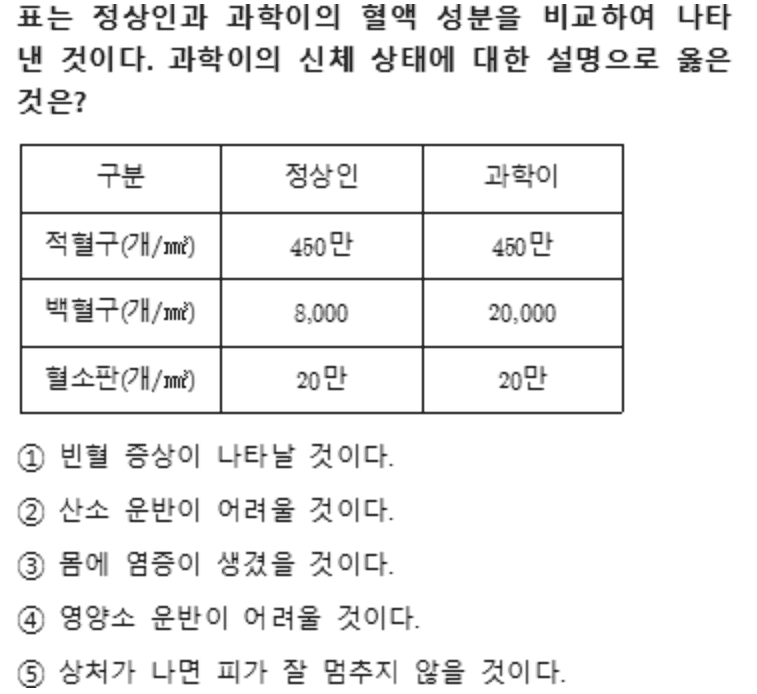 표는 정상인과 과학이의 혈액 성분을 비교하여 나타
낸 것이다. 과학이의 신체 상태에 대한 설명으로 옳은
것은?
구분 정상인 과학이
적혈구(개/㎣) 450만 450만
백혈구(개/㎣) 8,000 20,000
혈소판(개/㎣) 20만 20만
① 빈혈 증상이 나타날 것이다.
② 산소 운반이 어려울 것이다.
③ 몸에 염증이 생겼을 것이다.
④ 영양소 운반이 어려울 것이다.
⑤ 상처가 나면 피가 잘 멈추지 않을 것이다.